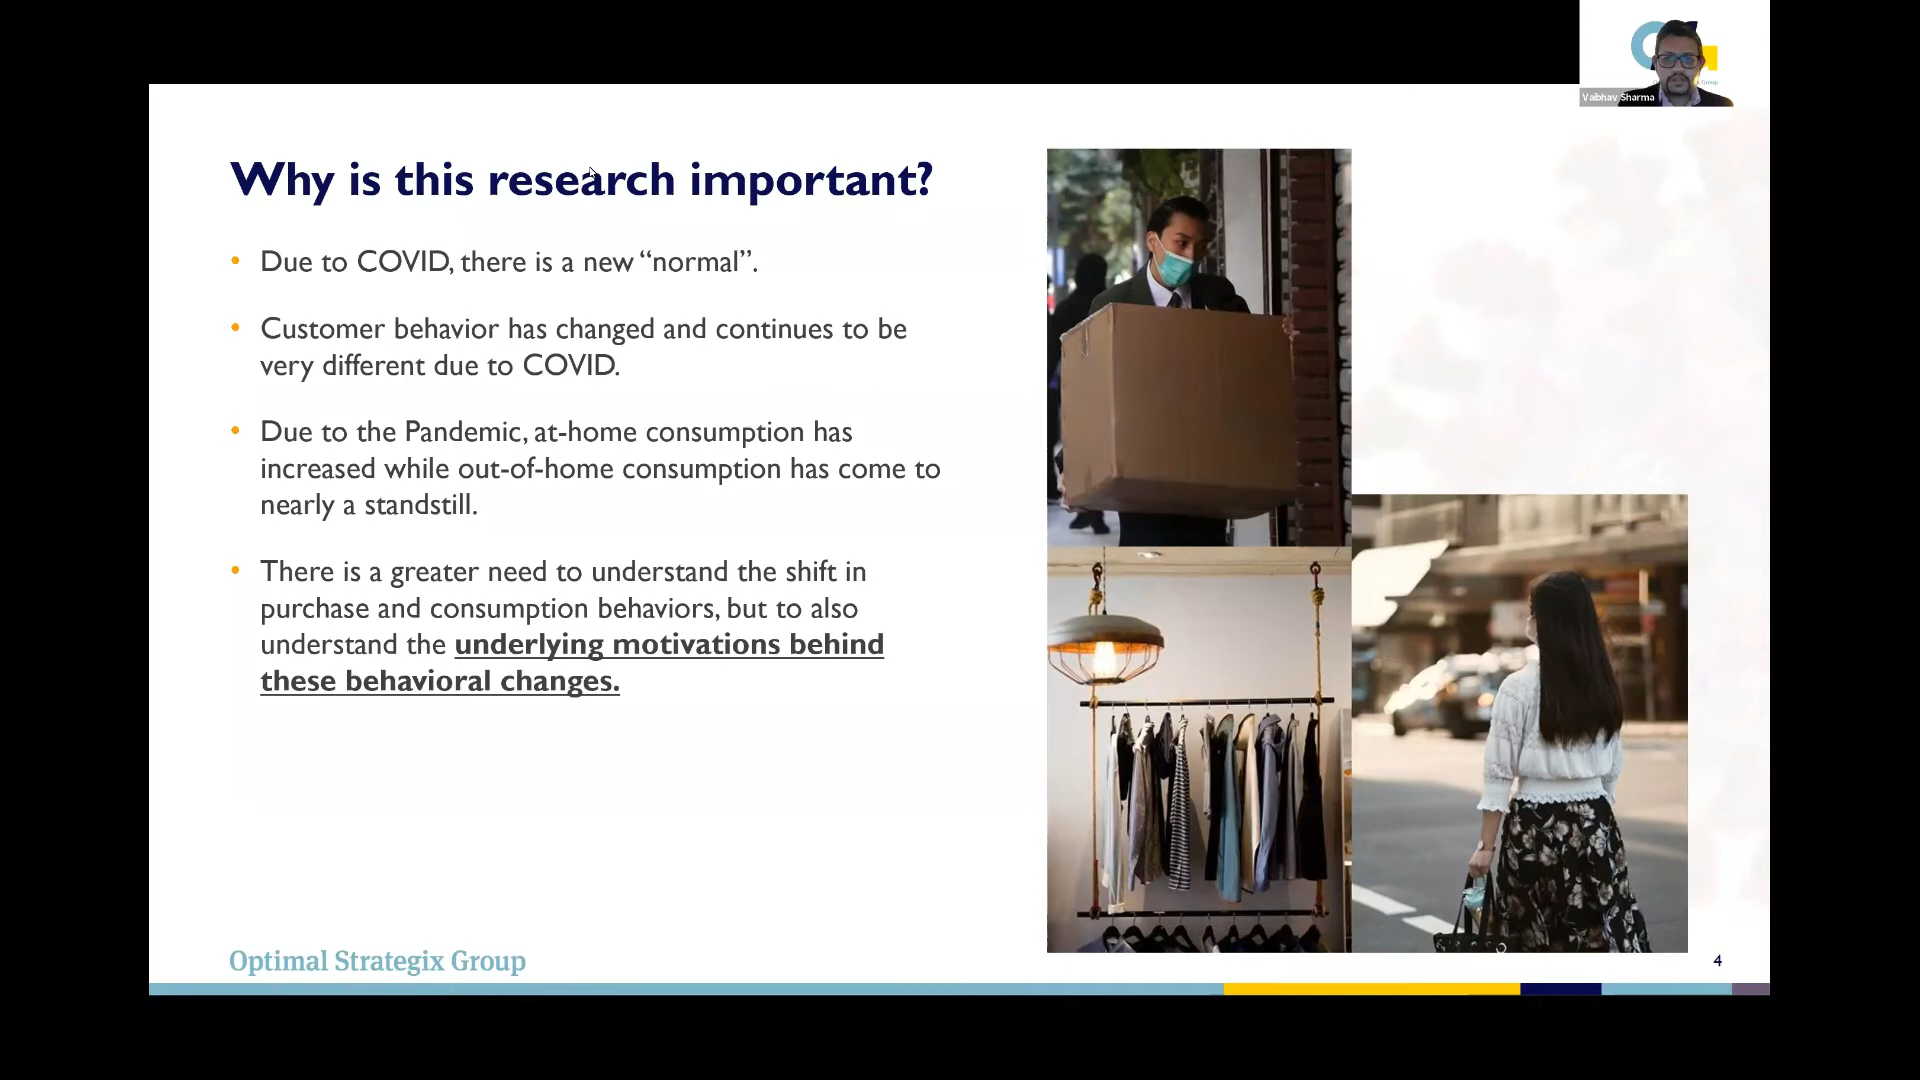 Vaibhav Sharma
Why is this research important?
• Due to COVID, there is a new “normal”.
• Customer behavior has changed and continues to be
very different due to COVID.
• Due to the Pandemic, at-home consumption has
increased while out-of-home consumption has come to
nearly a standstill.
• There is a greater need to understand the shift in
purchase and consumption behaviors, but to also
understand the underlying motivations behind
these behavioral changes.
Optimal Strategix Group
4